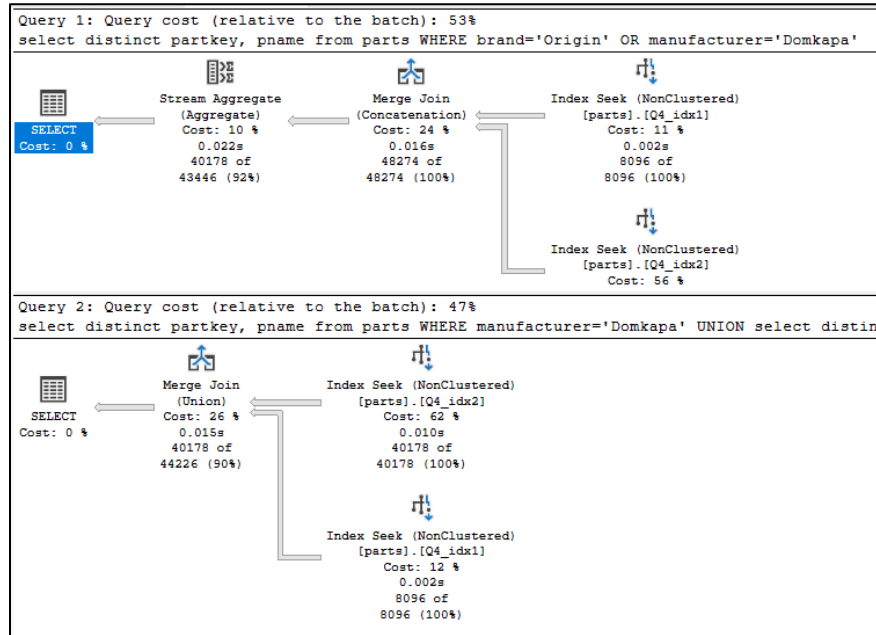 Query 1: Query cost (relative to the batch): 53%
select distinct partkey, pname from parts WHERE brand='Origin' OR manufacturer='Domkapa'
SELECT
Cost: 0 %
Stream Aggregate
(Aggregate)
Cost: 10 %
0.022s
40178 of
43446 (92%)
Merge Join
(Concatenation)
Cost: 24 %
0.016s
48274 of
48274 (100%)
Index Seek (NonClustered)
[parts].[Q4_idx1]
Cost: 11 %
0.002s
8096 of
8096 (100%)
Index Seek (NonClustered)
[parts].[Q4_idx2]
Cost: 56 %
Query 2: Query cost (relative to the batch): 47%
select distinct partkey, pname from parts WHERE manufacturer='Domkapa' UNION select distin
SELECT
Cost: 0 %
Merge Join
(Union)
Cost: 26 %
0.015s
40178 of
44226 (90%)
Index Seek (NonClustered)
[parts].[Q4_idx2]
Cost: 62 %
0.010s
40178 of
40178 (100%)
Index Seek (NonClustered)
[parts].[Q4_idx1]
Cost: 12 %
0.002s
8096 of
8096 (100%)